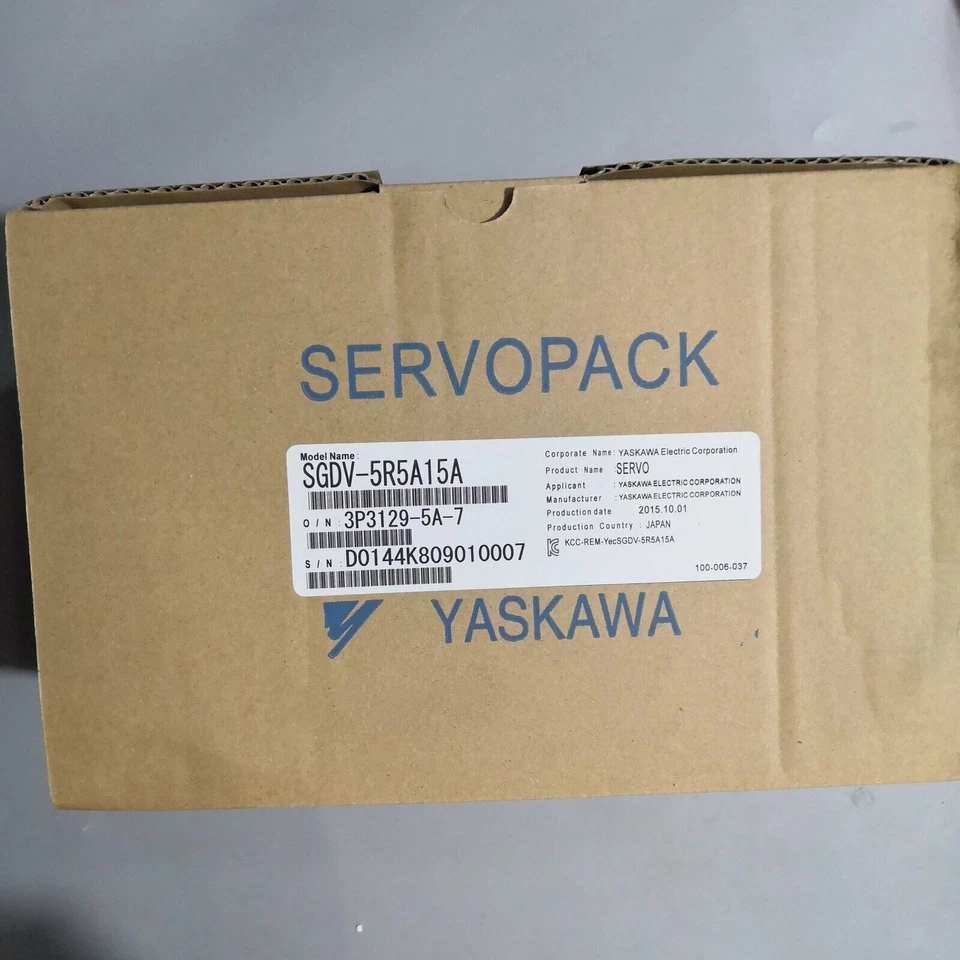 SERVOPACK
Model Name :
SGDV-5R5A15A
O / N : 3P3129-5A-7
S / N : D0144K809010007
Corporate Name : YASKAWA Electric Corporation
Product Name : SERVO
Applicant : YASKAWA ELECTRIC CORPORATION
Manufacturer : YASKAWA ELECTRIC CORPORATION
Production date 2015.10.01
Production Country : JAPAN
KCC-REM-YecSGDV-5R5A15A
100-006-037
YASKAWA